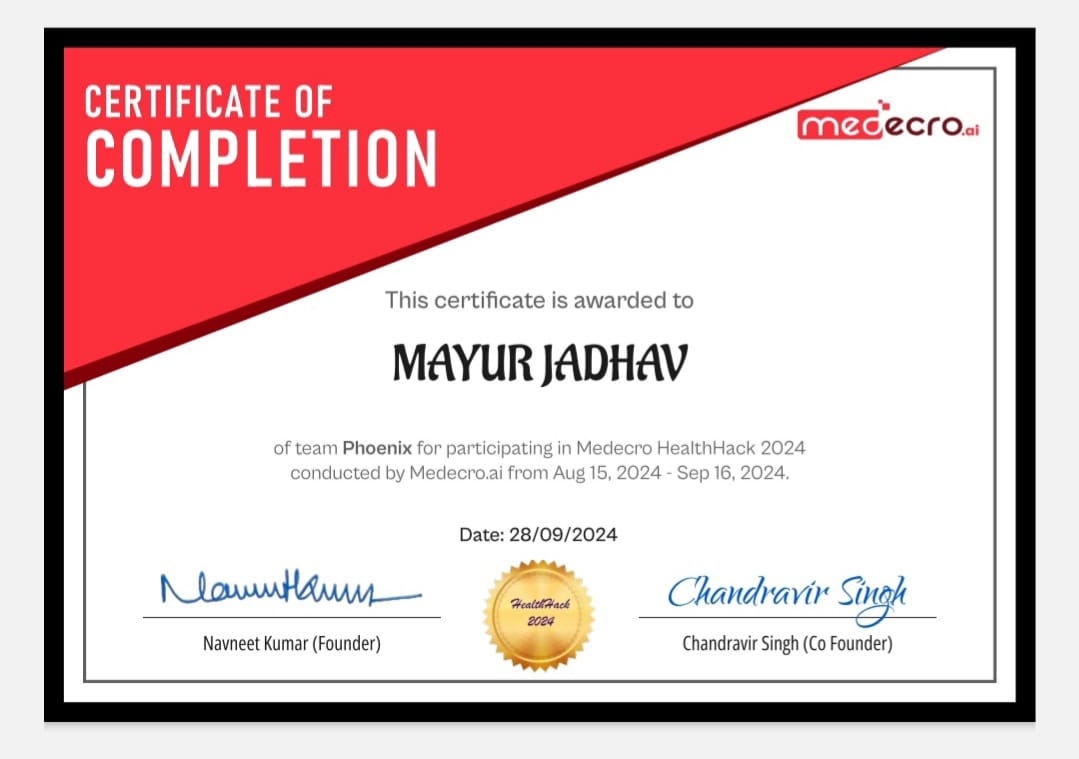 CERTIFICATE OF
COMPLETION
medecro.ai
This certificate is awarded to
MAYUR JADHAV
of team Phoenix for participating in Medecro HealthHack 2024
conducted by Medecro.ai from Aug 15, 2024 - Sep 16, 2024.
Date: 28/09/2024
HealthHack
2024
Chandravir Singh
Navneet Kumar (Founder)
Chandravir Singh (Co Founder)